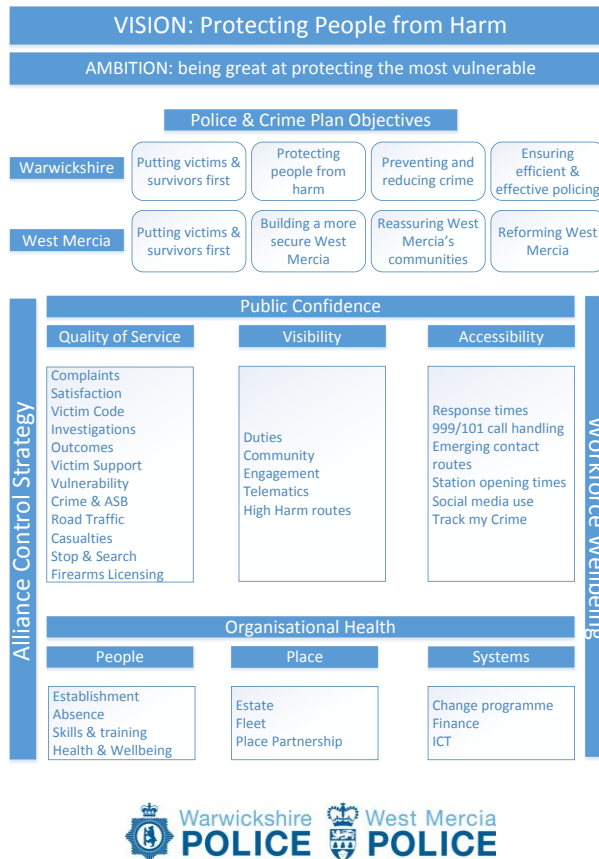 VISION: Protecting People from Harm
AMBITION: being great at protecting the most vulnerable
Police & Crime Plan Objectives
Warwickshire
Putting victims &
survivors first
Protecting
people from
harm
Preventing and
reducing crime
Ensuring
efficient &
effective policing
West Mercia
Putting victims &
survivors first
Building a more
secure West
Mercia
Reassuring West
Mercia's
communities
Reforming West
Mercia
Alliance Control Strategy
Public Confidence
Quality of Service
Complaints
Satisfaction
Victim Code
Investigations
Outcomes
Victim Support
Vulnerability
Crime & ASB
Road Traffic
Casualties
Stop & Search
Firearms Licensing
Visibility
Duties
Community
Engagement
Telematics
High Harm routes
Accessibility
Response times
999/101 call handling
Emerging contact
routes
Station opening times
Social media use
Track my Crime
Organisational Health
People
Establishment
Absence
Skills & training
Health & Wellbeing
Place
Estate
Fleet
Place Partnership
Systems
Change programme
Finance
ICT
Workforce Wellbeing
Warwickshire
POLICE
West Mercia
POLICE